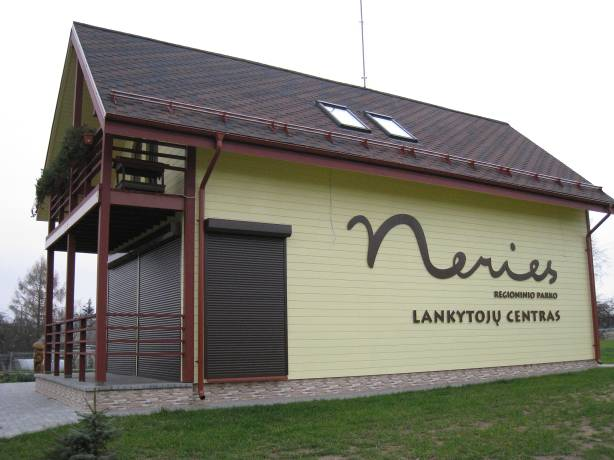 Neries
REGIONINIO PARKO
LANKYTOJŲ CENTRAS